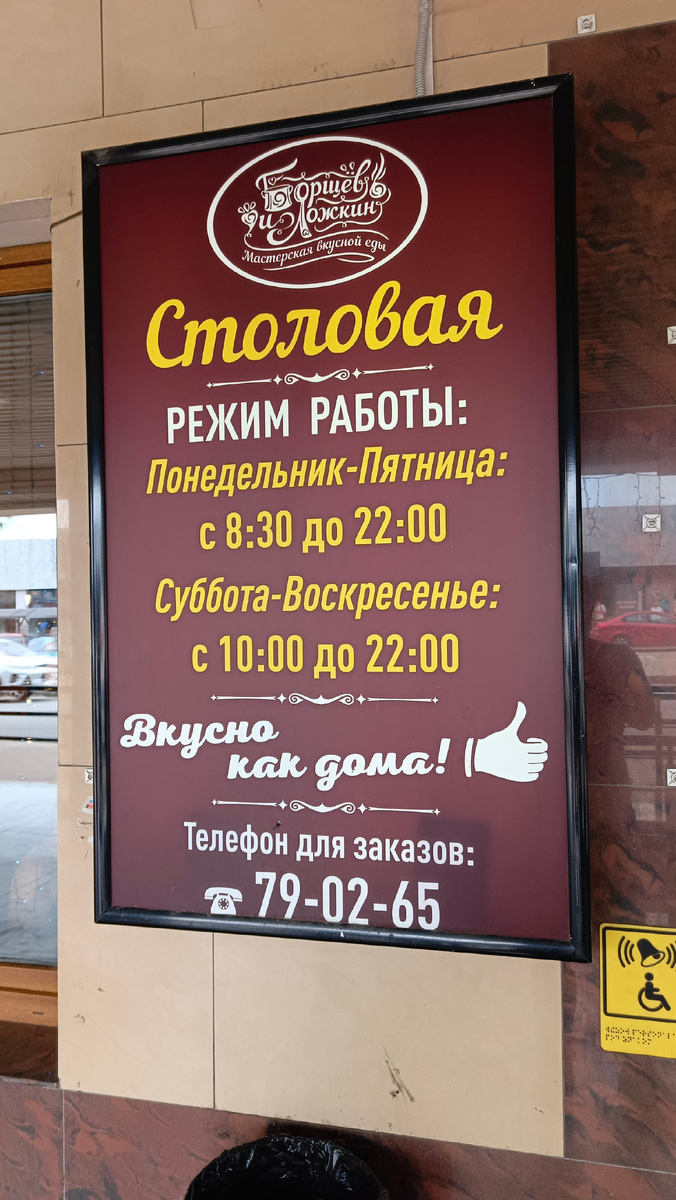 Борщев
и Ложкин
Мастерская вкусной еды
Столовая
РЕЖИМ РАБОТЫ:
Понедельник-Пятница:
с 8:30 до 22:00
Суббота-Воскресенье:
с 10:00 до 22:00
Вкусно
как дома!
Телефон для заказов:
79-02-65